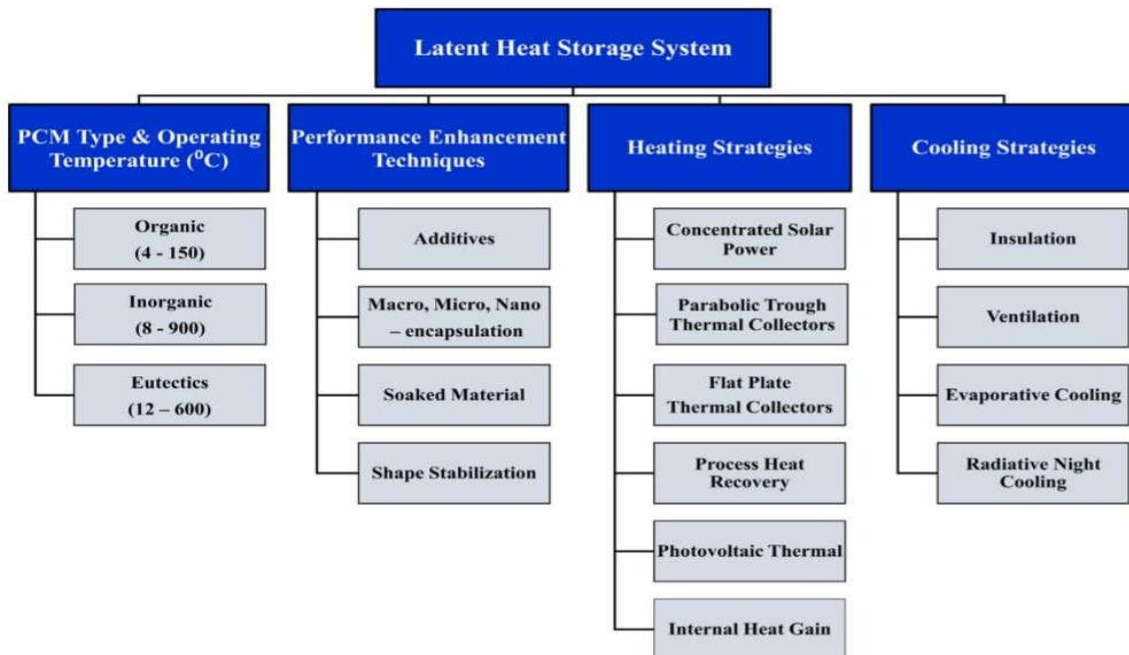 Latent Heat Storage System
PCM Type & Operating
Temperature (⁰C)
Organic
(4 - 150)
Inorganic
(8 - 900)
Eutectics
(12 – 600)
Performance Enhancement
Techniques
Additives
Macro, Micro, Nano
– encapsulation
Soaked Material
Shape Stabilization
Heating Strategies
Concentrated Solar
Power
Parabolic Trough
Thermal Collectors
Flat Plate
Thermal Collectors
Process Heat
Recovery
Photovoltaic Thermal
Internal Heat Gain
Cooling Strategies
Insulation
Ventilation
Evaporative Cooling
Radiative Night
Cooling